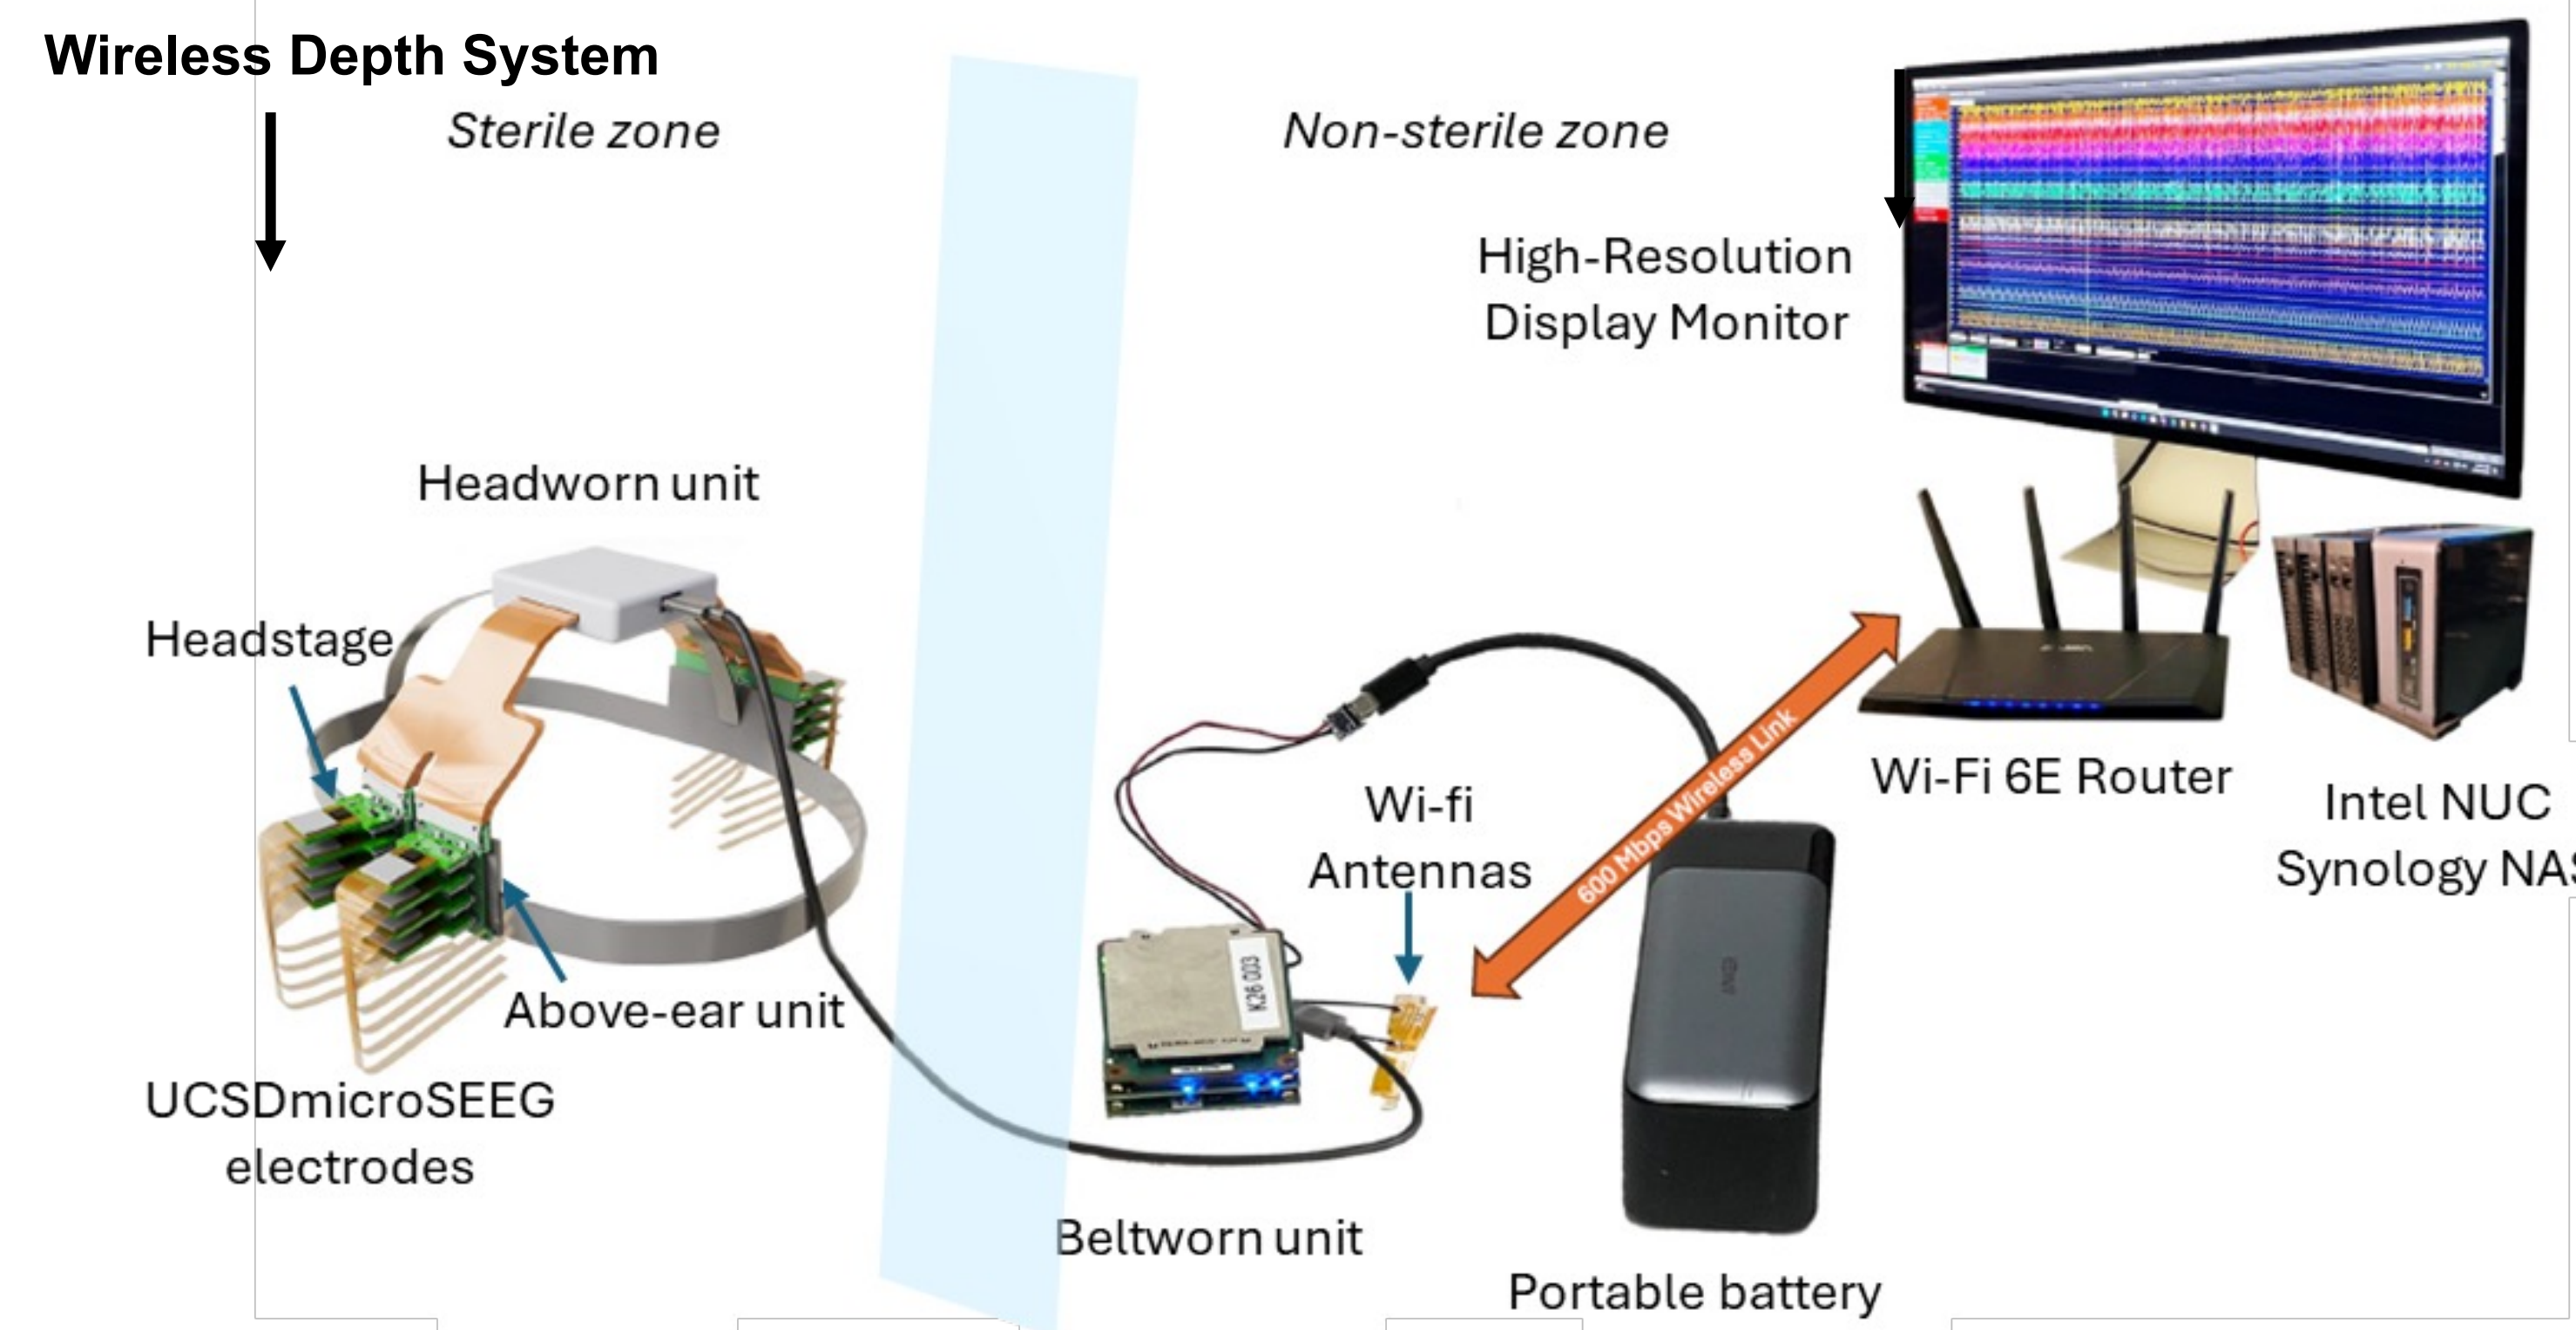 Wireless Depth System
Sterile zone
Non-sterile zone
High-Resolution
Display Monitor
Headworn unit
Headstage
Above-ear unit
UCSDmicroSEEG
electrodes
Wi-fi
Antennas
600 Mbps Wireless Link
K26 003
Wi-Fi 6E Router
Intel NUC
Synology NAS
Beltworn unit
Portable battery